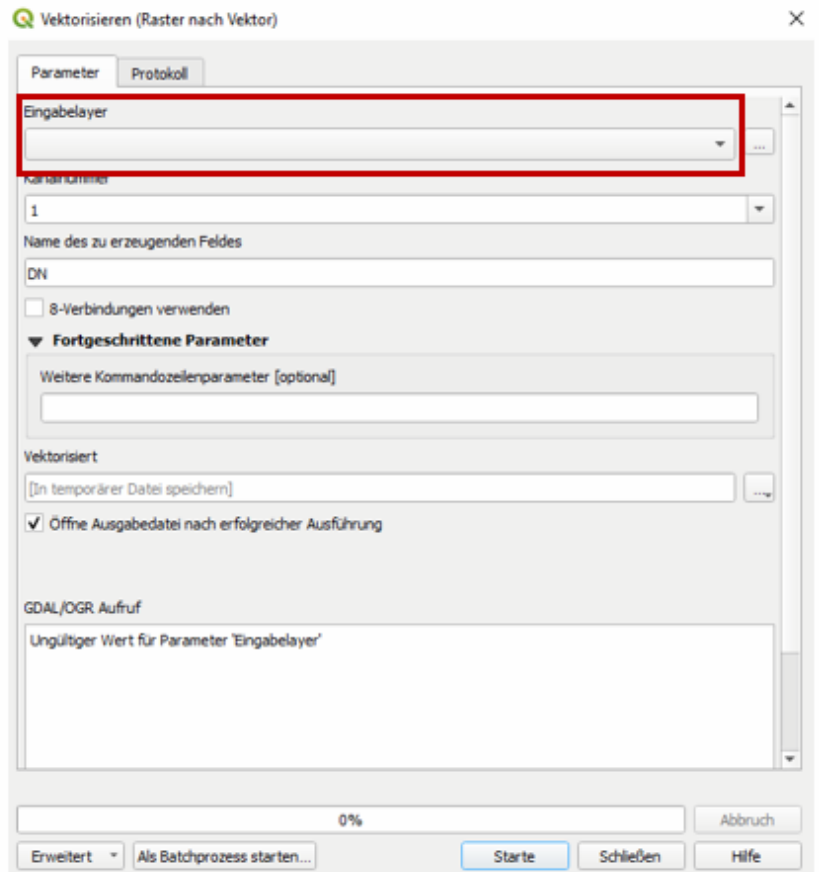 Vektorisieren (Raster nach Vektor)
Parameter Protokoll
Eingabelayer
...
Kanalnummer
1
Name des zu erzeugenden Feldes
DN
8-Verbindungen verwenden
Fortgeschrittene Parameter
Weitere Kommandozeilenparameter [optional]
Vektorisiert
[In temporärer Datei speichern]
...
Öffne Ausgabedatei nach erfolgreicher Ausführung
GDAL/OGR Aufruf
Ungültiger Wert für Parameter 'Eingabelayer'
0% Abbruch
Erweitert Als Batchprozess starten... Starte Schließen Hilfe